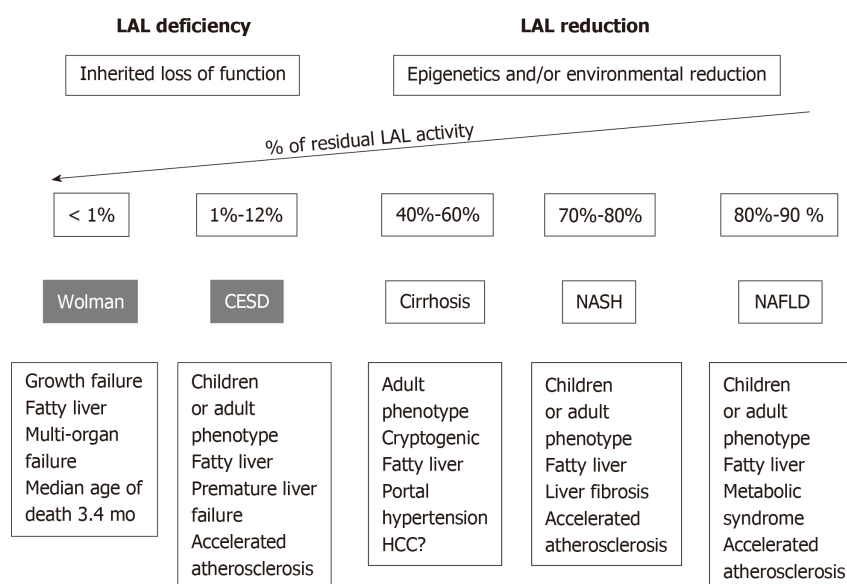 LAL deficiency
LAL reduction
Inherited loss of function
Epigenetics and/or environmental reduction
% of residual LAL activity
< 1%
1%-12%
40%-60%
70%-80%
80%-90 %
Wolman
CESD
Cirrhosis
NASH
NAFLD
Growth failure
Fatty liver
Multi-organ
failure
Median age of
death 3.4 mo
Children
or adult
phenotype
Fatty liver
Premature liver
failure
Accelerated
atherosclerosis
Adult
phenotype
Cryptogenic
Fatty liver
Portal
hypertension
HCC?
Children
or adult
phenotype
Fatty liver
Liver fibrosis
Accelerated
atherosclerosis
Children
or adult
phenotype
Fatty liver
Metabolic
syndrome
Accelerated
atherosclerosis